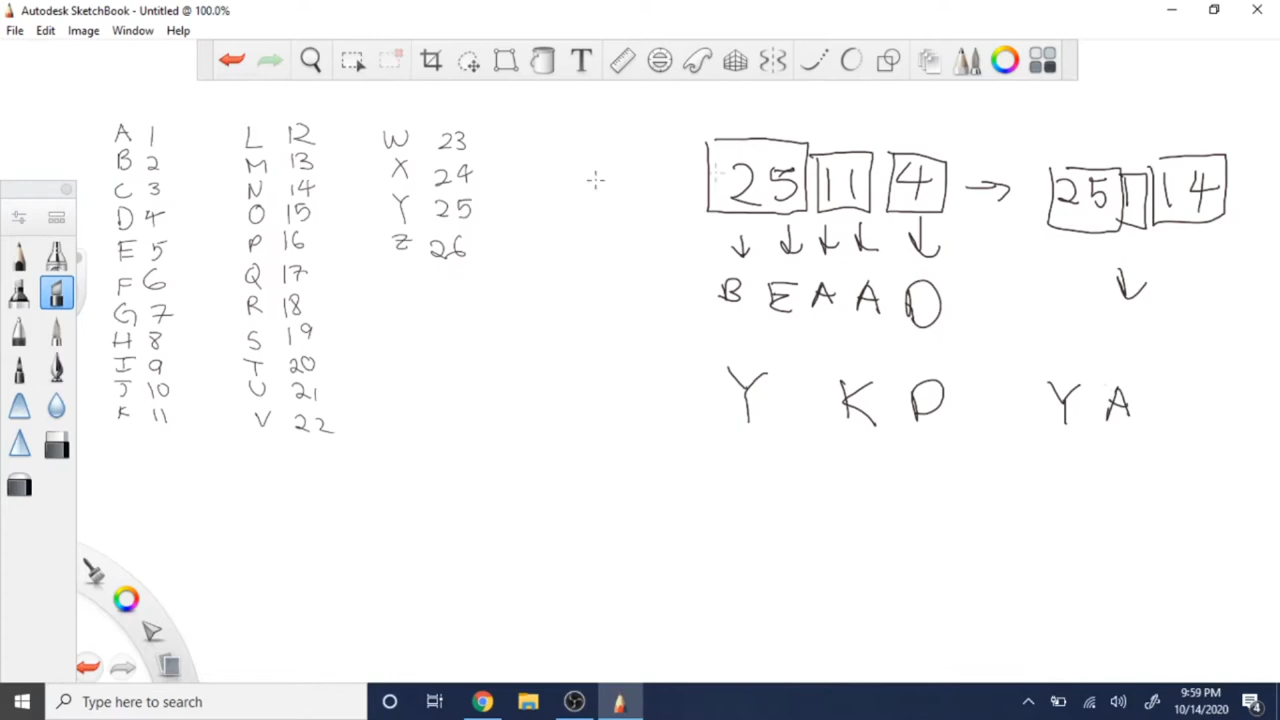 Autodesk SketchBook - Untitled @ 100.0%
File Edit Image Window Help
T
A 1
B 2
C 3
D 4
E 5
F 6
G 7
H 8
I 9
J 10
K 11
L 12
M 13
N 14
O 15
P 16
Q 17
R 18
S 19
T 20
U 21
V 22
W 23
X 24
Y 25
Z 26
25 11 4 → 25 1 14
↓ ↓ ↓ ↓ ↓ ↓
B E A A D
Y K D Y A
Type here to search
9:59 PM
10/14/2020
4